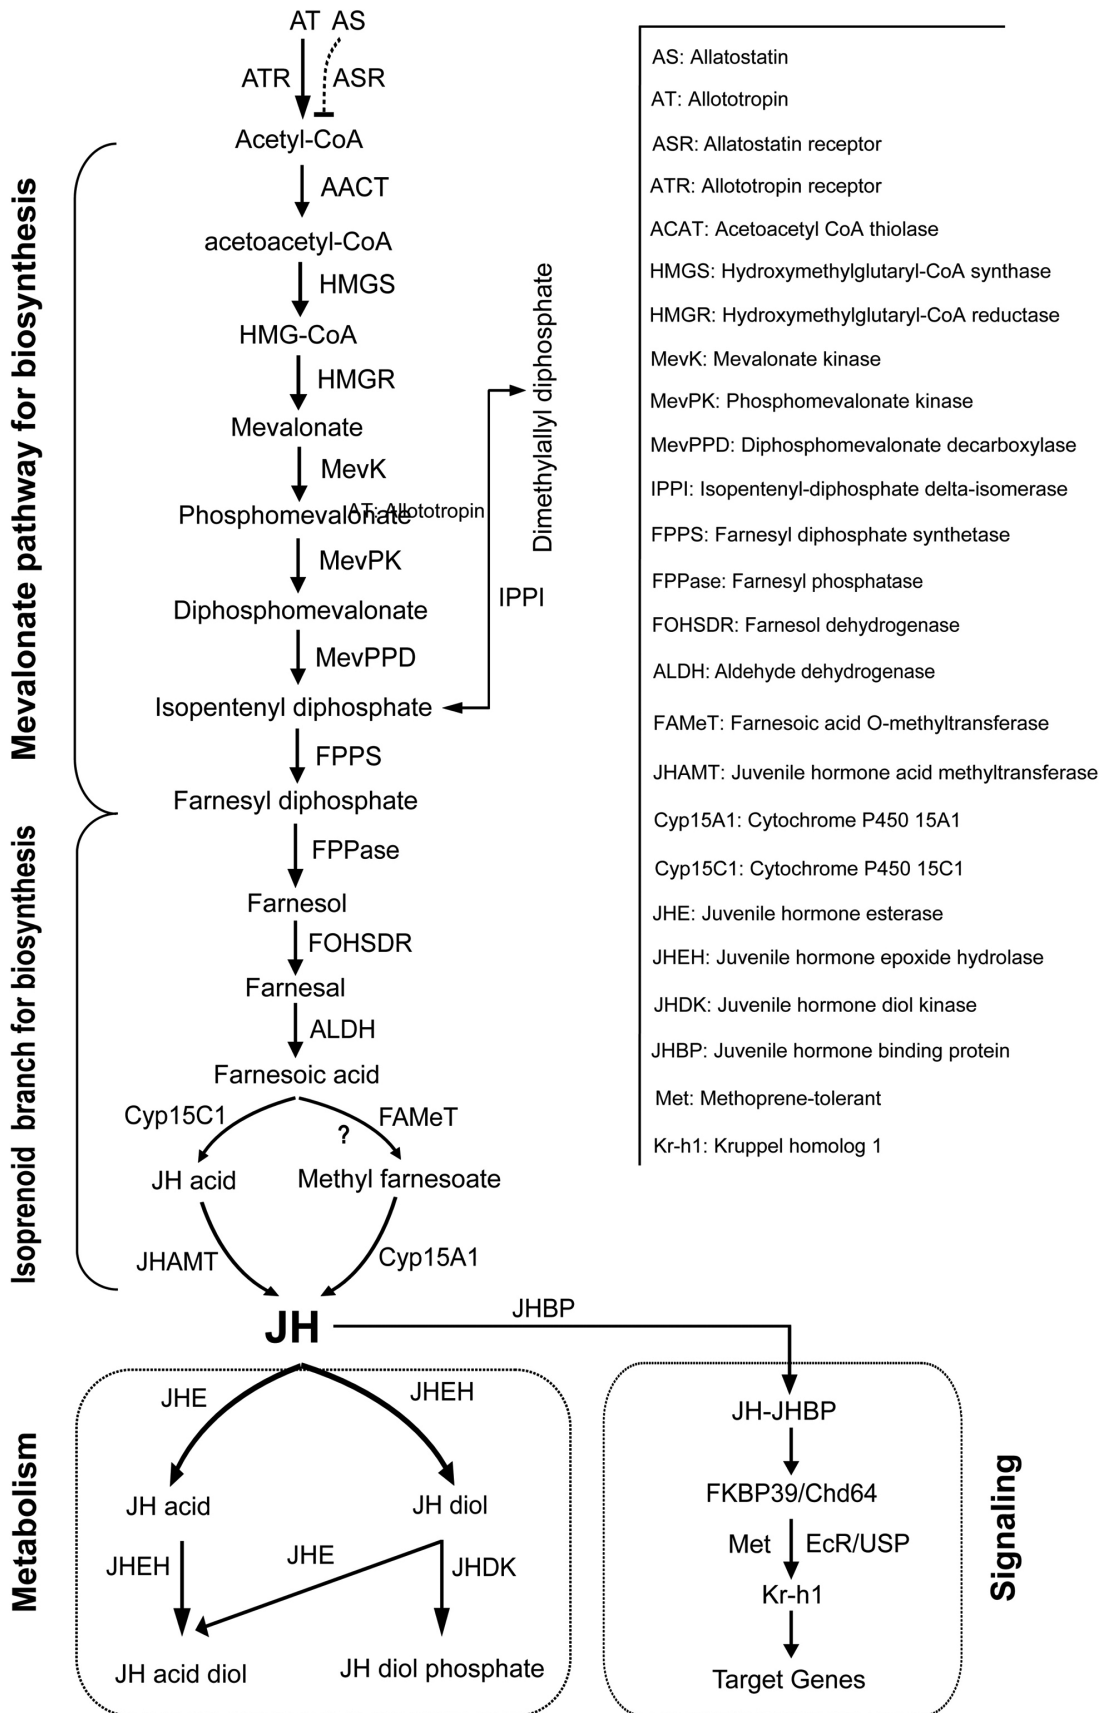 AT AS
ATR ASR
Acetyl-CoA
AACT
acetoacetyl-CoA
HMGS
HMG-CoA
HMGR
Mevalonate
MevK
Phosphomevalonate
AT: Allototropin
MevPK
Diphosphomevalonate
MevPPD
Isopentenyl diphosphate
IPPI
Dimethylallyl diphosphate
FPPS
Farnesyl diphosphate
Mevalonate pathway for biosynthesis
FPPase
Farnesol
FOHSDR
Farnesal
ALDH
Farnesoic acid
Cyp15C1
FAMeT
?
JH acid
Methyl farnesoate
JHAMT
Cyp15A1
Isoprenoid branch for biosynthesis
JH
JHBP
JHE
JHEH
JH acid
JH diol
JHEH
JHE
JHDK
JH acid diol
JH diol phosphate
Metabolism
JH-JHBP
FKBP39/Chd64
Met
EcR/USP
Kr-h1
Target Genes
Signaling
AS: Allatostatin
AT: Allototropin
ASR: Allatostatin receptor
ATR: Allototropin receptor
ACAT: Acetoacetyl CoA thiolase
HMGS: Hydroxymethylglutaryl-CoA synthase
HMGR: Hydroxymethylglutaryl-CoA reductase
MevK: Mevalonate kinase
MevPK: Phosphomevalonate kinase
MevPPD: Diphosphomevalonate decarboxylase
IPPI: Isopentenyl-diphosphate delta-isomerase
FPPS: Farnesyl diphosphate synthetase
FPPase: Farnesyl phosphatase
FOHSDR: Farnesol dehydrogenase
ALDH: Aldehyde dehydrogenase
FAMeT: Farnesoic acid O-methyltransferase
JHAMT: Juvenile hormone acid methyltransferase
Cyp15A1: Cytochrome P450 15A1
Cyp15C1: Cytochrome P450 15C1
JHE: Juvenile hormone esterase
JHEH: Juvenile hormone epoxide hydrolase
JHDK: Juvenile hormone diol kinase
JHBP: Juvenile hormone binding protein
Met: Methoprene-tolerant
Kr-h1: Kruppel homolog 1